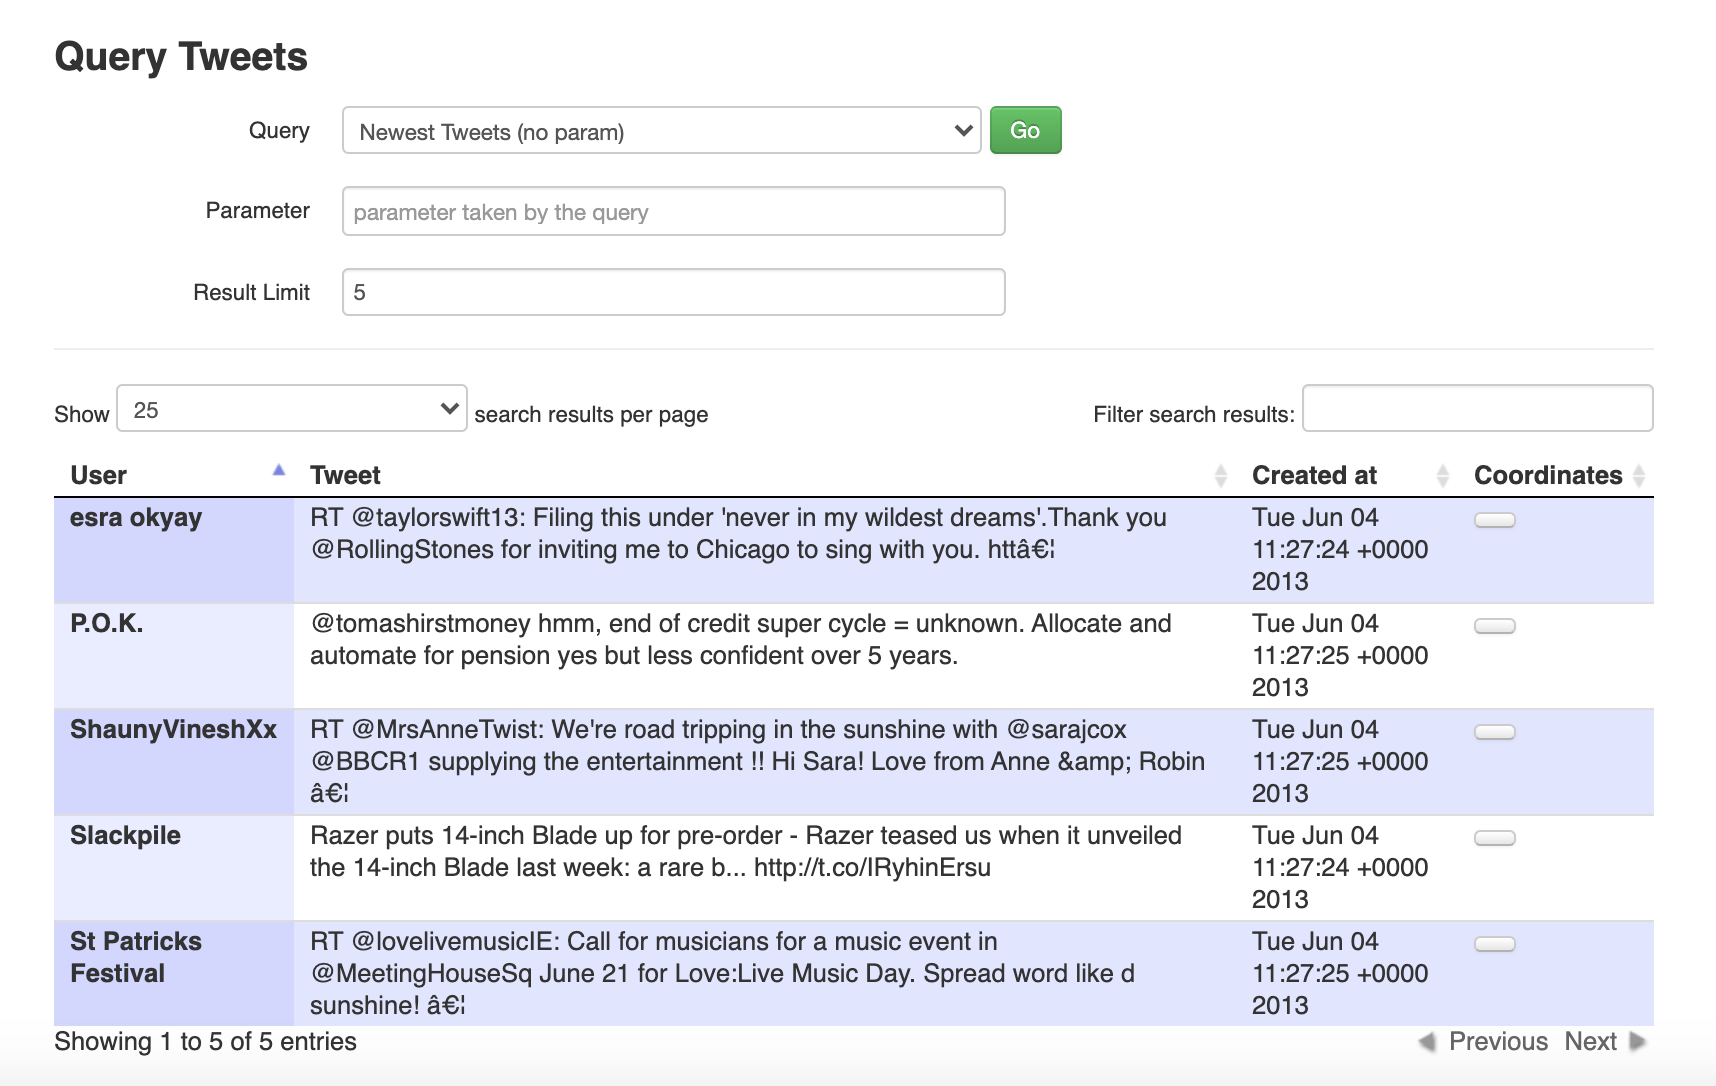 Query Tweets
Query
Newest Tweets (no param)
Go
Parameter
parameter taken by the query
Result Limit
5
Show 25 search results per page
Filter search results:
User Tweet Created at Coordinates
esra okyay
RT @taylorswift13: Filing this under 'never in my wildest dreams'.Thank you
@RollingStones for inviting me to Chicago to sing with you. httâ€¦
Tue Jun 04
11:27:24 +0000
2013
P.O.K.
@tomashirstmoney hmm, end of credit super cycle = unknown. Allocate and
automate for pension yes but less confident over 5 years.
Tue Jun 04
11:27:25 +0000
2013
ShaunyVineshXx
RT @MrsAnneTwist: We're road tripping in the sunshine with @sarajcox
@BBCR1 supplying the entertainment !! Hi Sara! Love from Anne &amp; Robin
â€¦
Tue Jun 04
11:27:25 +0000
2013
Slackpile
Razer puts 14-inch Blade up for pre-order - Razer teased us when it unveiled
the 14-inch Blade last week: a rare b... http://t.co/IRyhinErsu
Tue Jun 04
11:27:24 +0000
2013
St Patricks
Festival
RT @lovelivemusicIE: Call for musicians for a music event in
@MeetingHouseSq June 21 for Love:Live Music Day. Spread word like d
sunshine! â€¦
Tue Jun 04
11:27:25 +0000
2013
Showing 1 to 5 of 5 entries
Previous Next